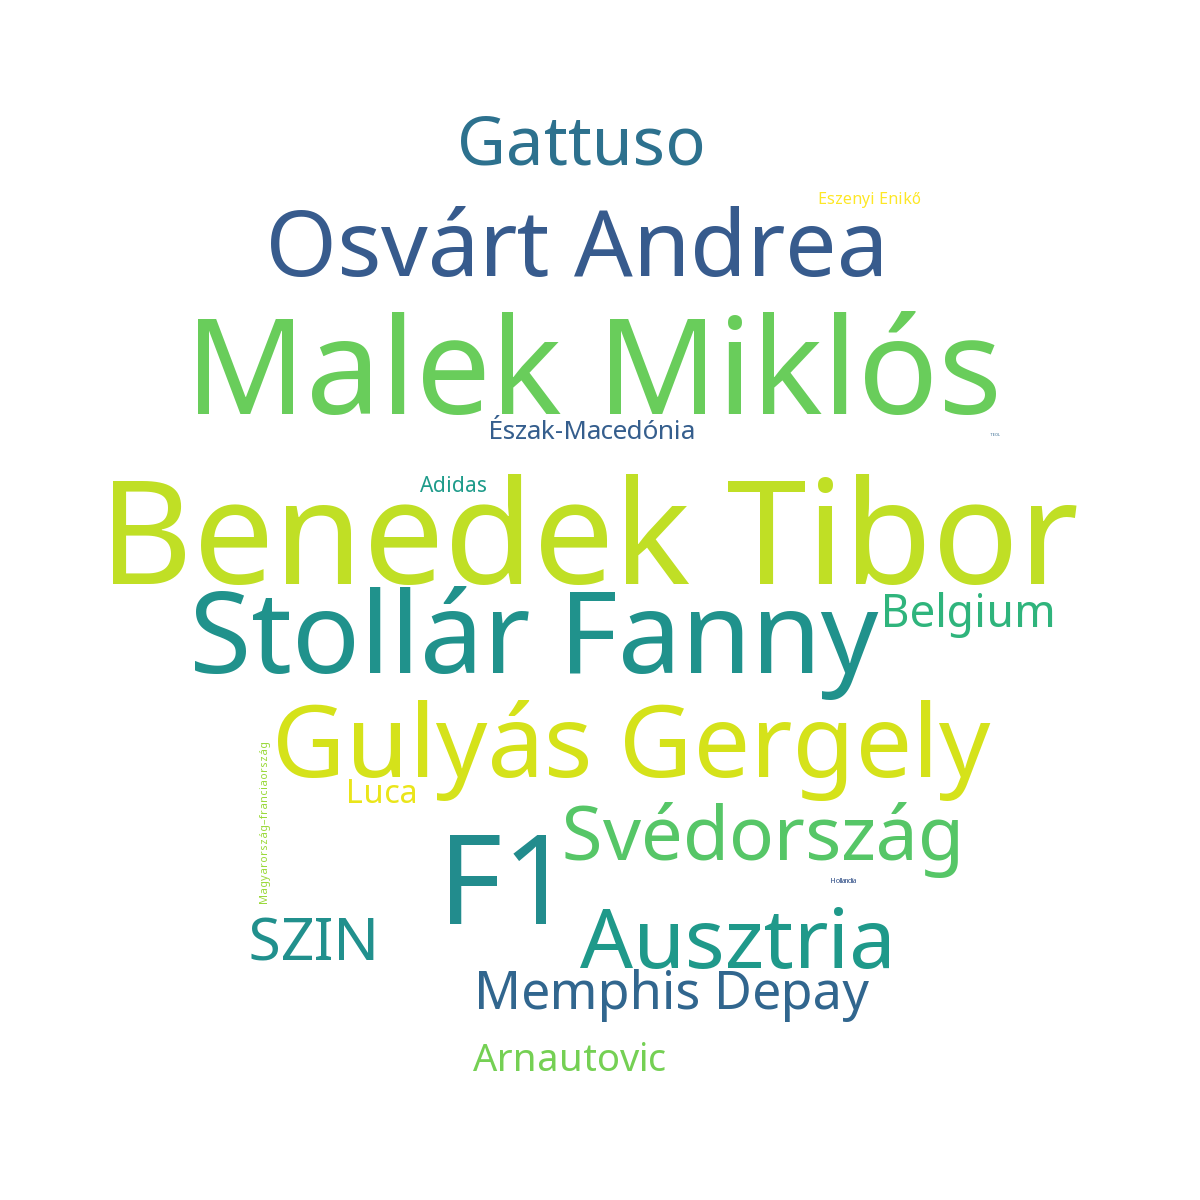 Gattuso
Eszenyi Enikő
Osvárt Andrea
Malek Miklós
Észak-Macedónia
Adidas
Benedek Tibor
Stollár Fanny
Belgium
Gulyás Gergely
Magyarország-franciaország
Luca
Svédország
F1
Hollandia
SZIN
Ausztria
Memphis Depay
Arnautovic